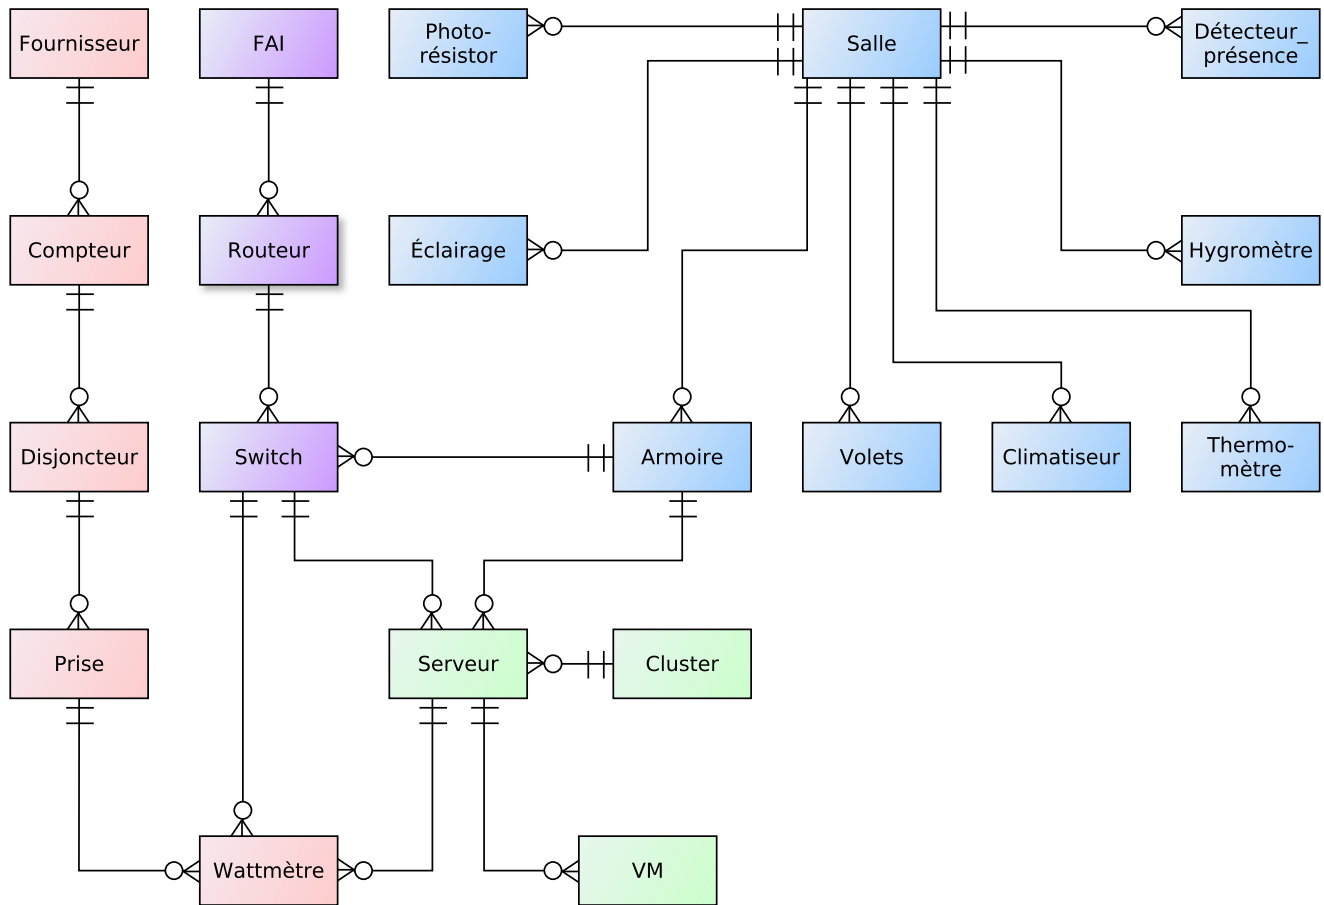 Fournisseur
FAI
Photo-
résistor
Salle
Détecteur_
présence
Compteur
Routeur
Éclairage
Hygromètre
Disjoncteur
Switch
Armoire
Volets
Climatiseur
Thermo-
mètre
Prise
Serveur
Cluster
Wattmètre
VM